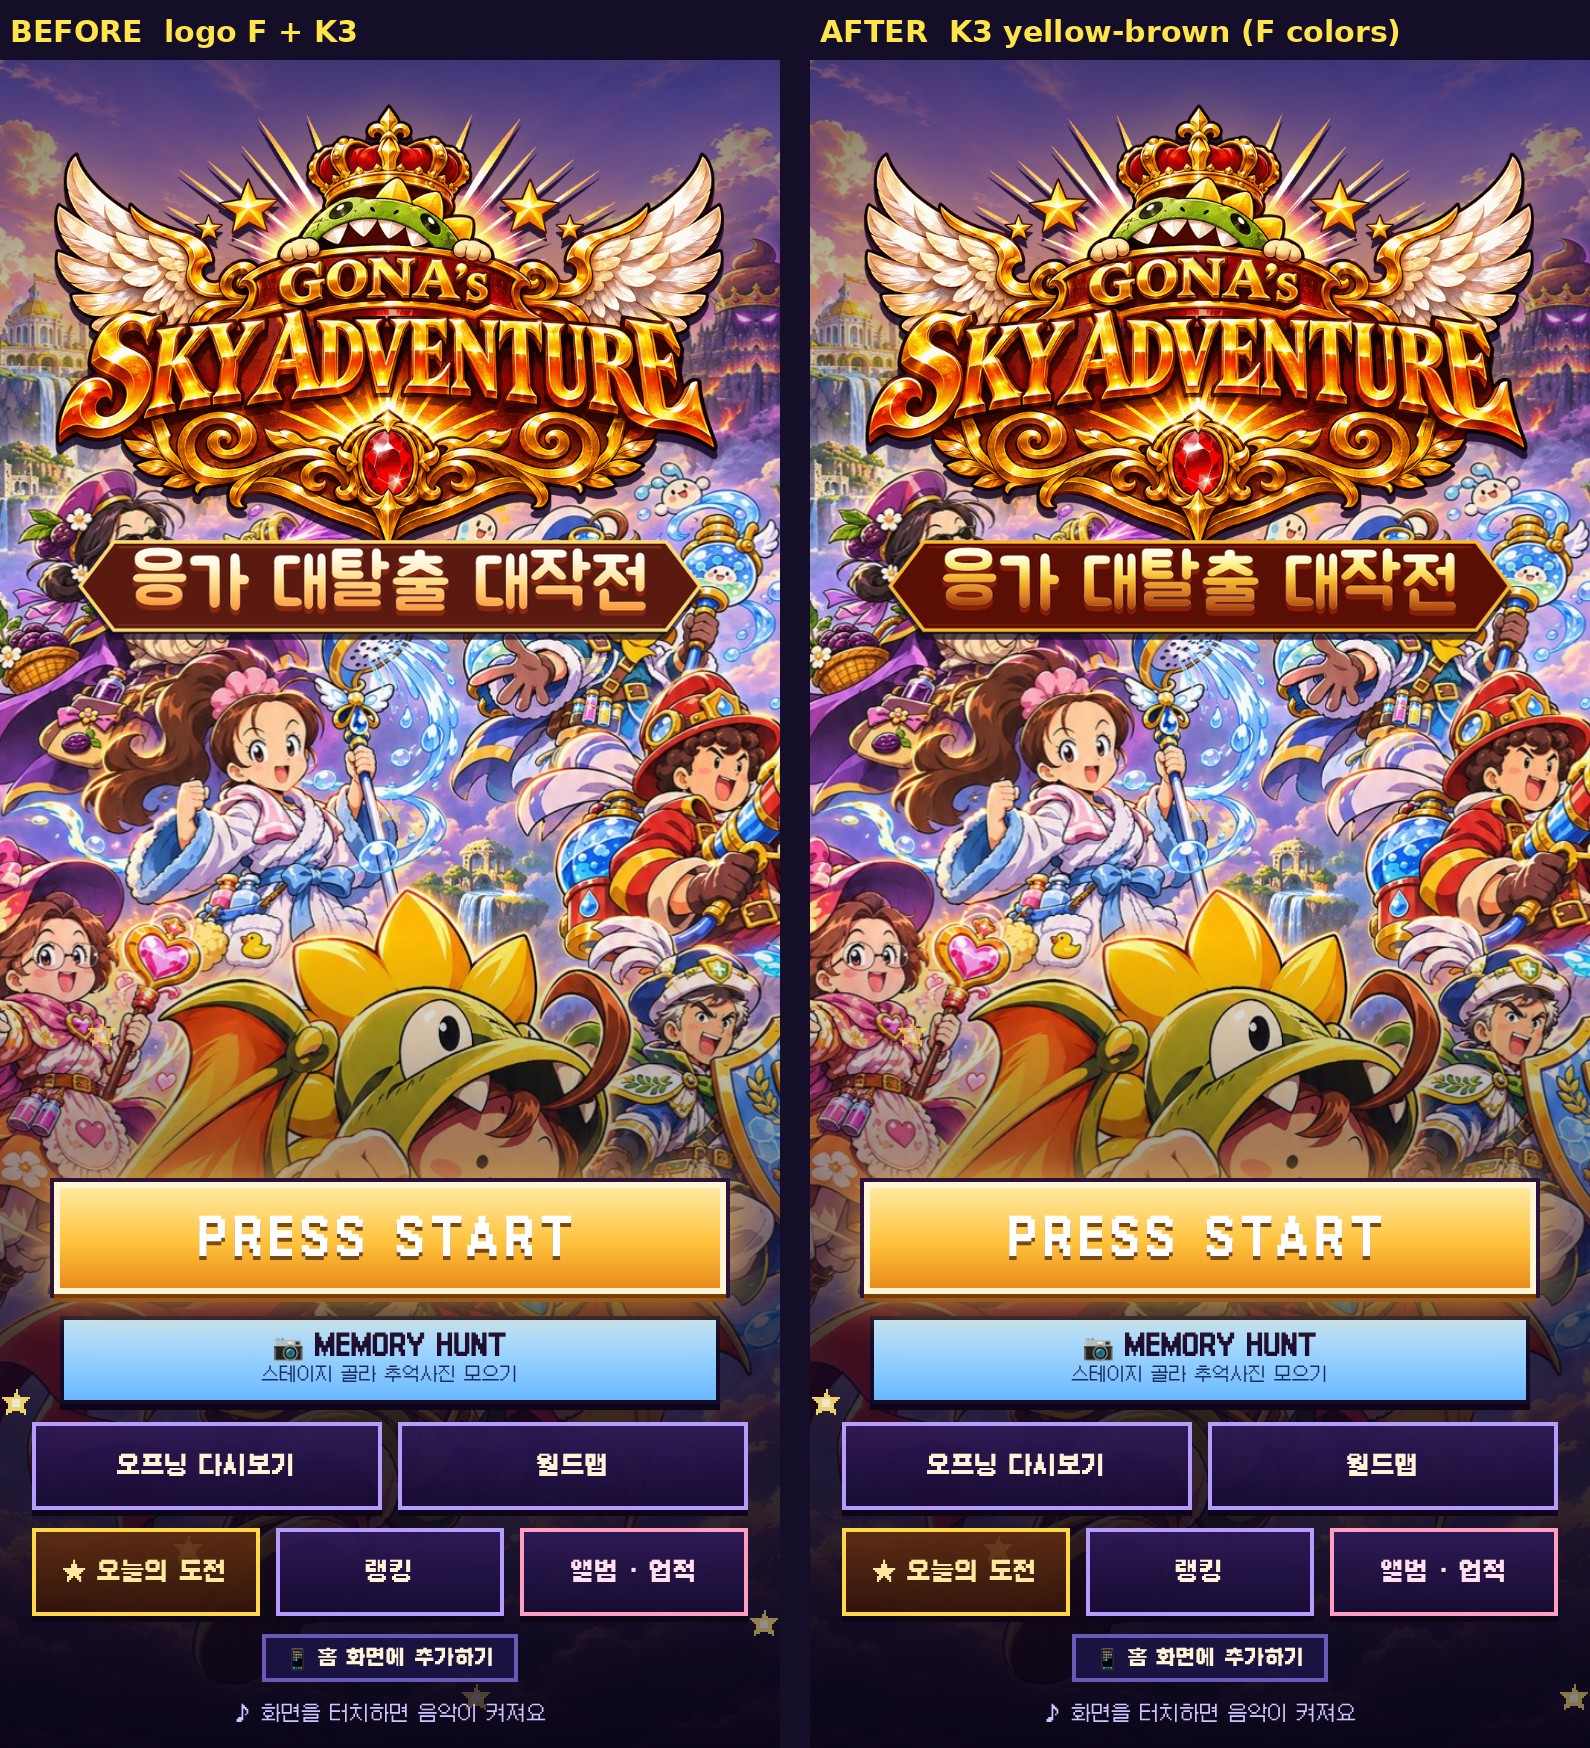 BEFORE logo F + K3
GONA's
SKY ADVENTURE
응가 대탈출 대작전
PRESS START
📷 MEMORY HUNT
스테이지 골라 추억사진 모으기
오프닝 다시보기
월드맵
★ 오늘의 도전
랭킹
앨범 · 업적
📱 홈 화면에 추가하기
♪ 화면을 터치하면 음악이 켜져요
AFTER K3 yellow-brown (F colors)
GONA's
SKY ADVENTURE
응가 대탈출 대작전
PRESS START
📷 MEMORY HUNT
스테이지 골라 추억사진 모으기
오프닝 다시보기
월드맵
★ 오늘의 도전
랭킹
앨범 · 업적
📱 홈 화면에 추가하기
♪ 화면을 터치하면 음악이 켜져요